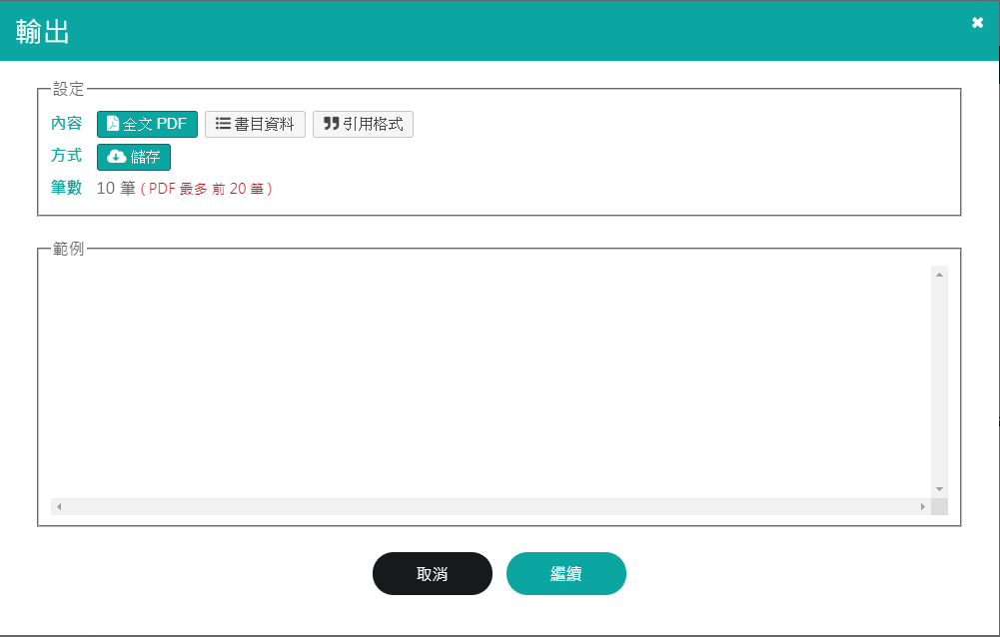 輸出
設定
內容 全文 PDF 書目資料 引用格式
方式 儲存
筆數 10 筆 ( PDF 最多 前 20 筆 )
範例
取消 繼續